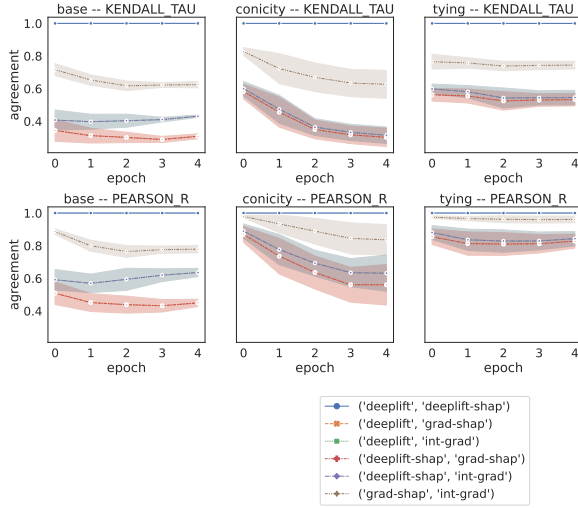 base -- KENDALL_TAU
conicity -- KENDALL_TAU
tying -- KENDALL_TAU
1.0
0.8
0.6
0.4
agreement
0 1 2 3 4
0 1 2 3 4
0 1 2 3 4
epoch
epoch
epoch
base -- PEARSON_R
conicity -- PEARSON_R
tying -- PEARSON_R
1.0
0.8
0.6
0.4
agreement
0 1 2 3 4
0 1 2 3 4
0 1 2 3 4
epoch
epoch
epoch
('deeplift', 'deeplift-shap')
('deeplift', 'grad-shap')
('deeplift', 'int-grad')
('deeplift-shap', 'grad-shap')
('deeplift-shap', 'int-grad')
('grad-shap', 'int-grad')